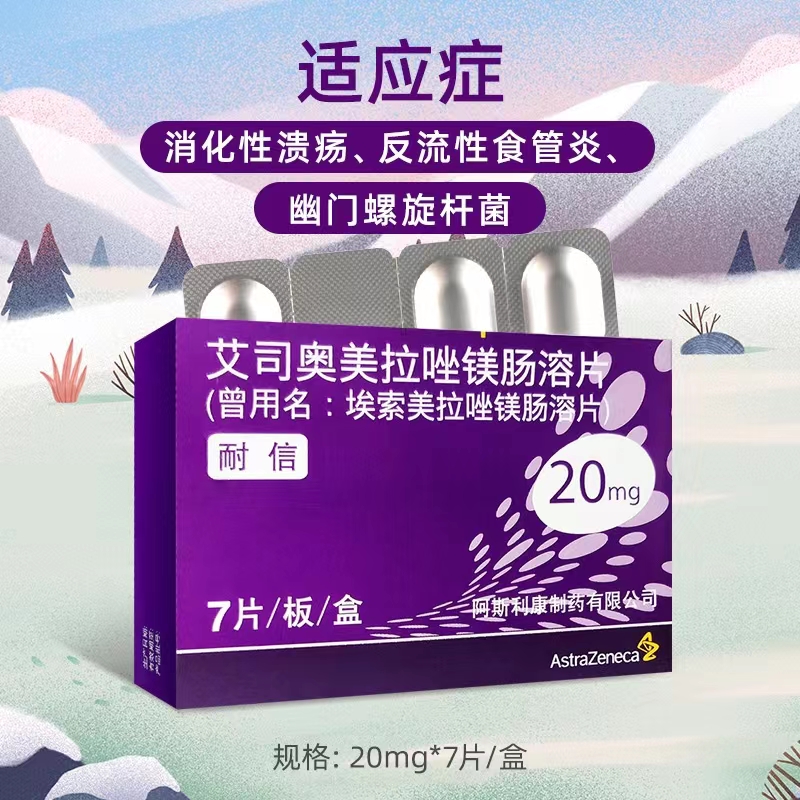 适应症
消化性溃疡、反流性食管炎、
幽门螺旋杆菌
艾司奥美拉唑镁肠溶片
(曾用名：埃索美拉唑镁肠溶片)
耐信
20mg
7片/板/盒
阿斯利康制药有限公司
AstraZeneca
规格: 20mg*7片/盒